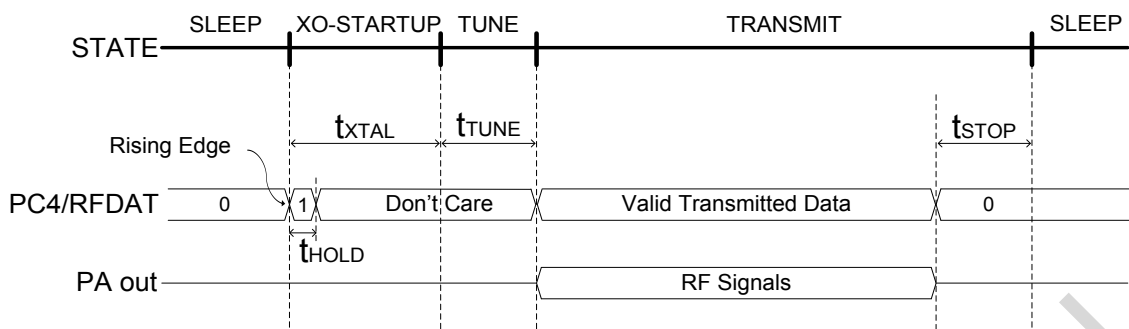 SLEEP XO-STARTUP TUNE TRANSMIT SLEEP
STATE
tXTAL tTUNE tSTOP
Rising Edge
PC4/RFDAT 0 1 Don't Care Valid Transmitted Data 0
tHOLD
PA out RF Signals